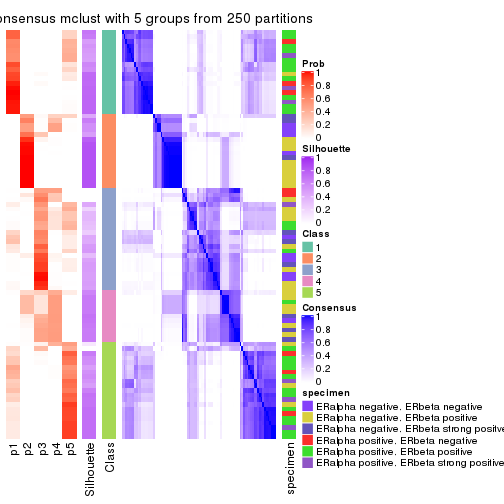 onsensus mclust with 5 groups from 250 partitions
Prob
1
0.8
0.6
0.4
0.2
0
Silhouette
1
0.8
0.6
0.4
0.2
0
Class
1
2
3
4
5
Consensus
1
0.8
0.6
0.4
0.2
0
specimen
ERalpha negative. ERbeta negative
ERalpha negative. ERbeta positive
ERalpha negative. ERbeta strong positive
ERalpha positive. ERbeta negative
ERalpha positive. ERbeta positive
ERalpha positive. ERbeta strong positive
p1
p2
p3
p4
p5
Silhouette
Class
specimen